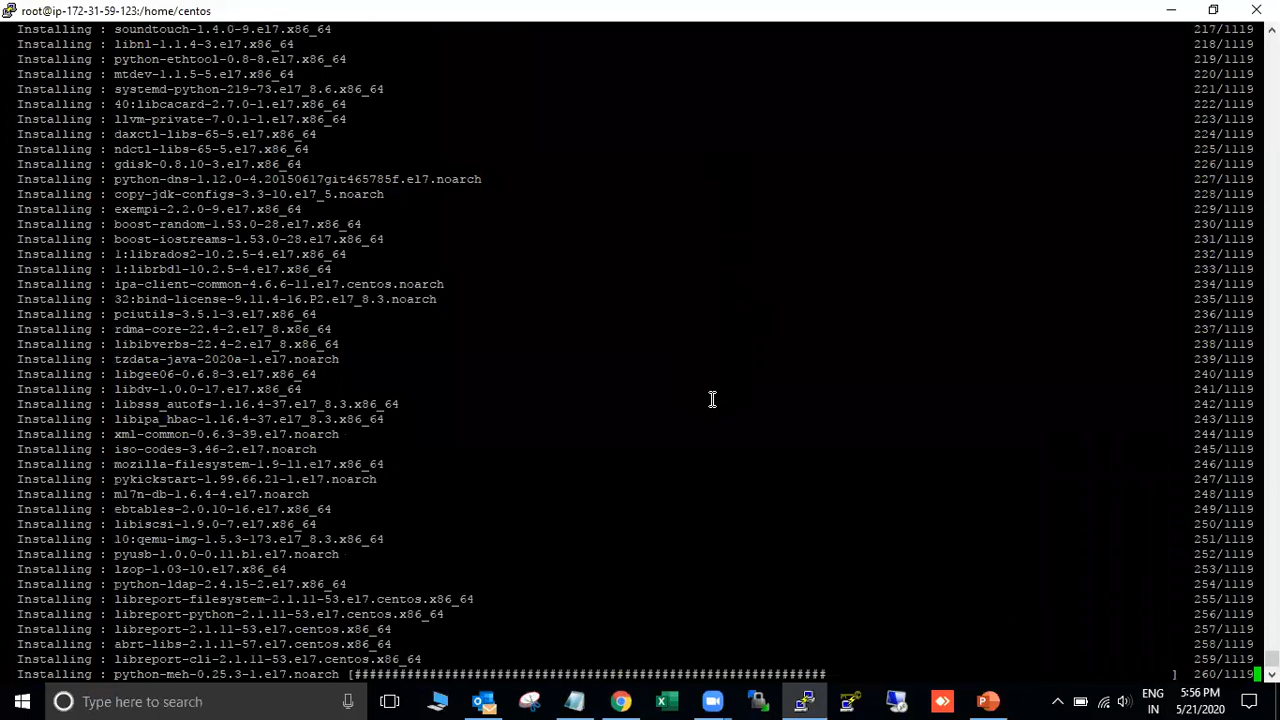 root@ip-172-31-59-123:/home/centos
Installing : soundtouch-1.4.0-9.el7.x86_64 217/1119
Installing : libnl-1.1.4-3.el7.x86_64 218/1119
Installing : python-ethtool-0.8-8.el7.x86_64 219/1119
Installing : mtdev-1.1.5-5.el7.x86_64 220/1119
Installing : systemd-python-219-73.el7_8.6.x86_64 221/1119
Installing : 40:libcacard-2.7.0-1.el7.x86_64 222/1119
Installing : llvm-private-7.0.1-1.el7.x86_64 223/1119
Installing : daxctl-libs-65-5.el7.x86_64 224/1119
Installing : ndctl-libs-65-5.el7.x86_64 225/1119
Installing : gdisk-0.8.10-3.el7.x86_64 226/1119
Installing : python-dns-1.12.0-4.20150617git465785f.el7.noarch 227/1119
Installing : copy-jdk-configs-3.3-10.el7_5.noarch 228/1119
Installing : exempi-2.2.0-9.el7.x86_64 229/1119
Installing : boost-random-1.53.0-28.el7.x86_64 230/1119
Installing : boost-iostreams-1.53.0-28.el7.x86_64 231/1119
Installing : 1:librados2-10.2.5-4.el7.x86_64 232/1119
Installing : 1:librbd1-10.2.5-4.el7.x86_64 233/1119
Installing : ipa-client-common-4.6.6-11.el7.centos.noarch 234/1119
Installing : 32:bind-license-9.11.4-16.P2.el7_8.3.noarch 235/1119
Installing : pciutils-3.5.1-3.el7.x86_64 236/1119
Installing : rdma-core-22.4-2.el7_8.x86_64 237/1119
Installing : libibverbs-22.4-2.el7_8.x86_64 238/1119
Installing : tzdata-java-2020a-1.el7.noarch 239/1119
Installing : libgee06-0.6.8-3.el7.x86_64 240/1119
Installing : libdv-1.0.0-17.el7.x86_64 241/1119
Installing : libsss_autofs-1.16.4-37.el7_8.3.x86_64 242/1119
Installing : libipa_hbac-1.16.4-37.el7_8.3.x86_64 243/1119
Installing : xml-common-0.6.3-39.el7.noarch 244/1119
Installing : iso-codes-3.46-2.el7.noarch 245/1119
Installing : mozilla-filesystem-1.9-11.el7.x86_64 246/1119
Installing : pykickstart-1.99.66.21-1.el7.noarch 247/1119
Installing : m17n-db-1.6.4-4.el7.noarch 248/1119
Installing : ebtables-2.0.10-16.el7.x86_64 249/1119
Installing : libiscsi-1.9.0-7.el7.x86_64 250/1119
Installing : 10:qemu-img-1.5.3-173.el7_8.3.x86_64 251/1119
Installing : pyusb-1.0.0-0.11.b1.el7.noarch 252/1119
Installing : lzop-1.03-10.el7.x86_64 253/1119
Installing : python-ldap-2.4.15-2.el7.x86_64 254/1119
Installing : libreport-filesystem-2.1.11-53.el7.centos.x86_64 255/1119
Installing : libreport-python-2.1.11-53.el7.centos.x86_64 256/1119
Installing : libreport-2.1.11-53.el7.centos.x86_64 257/1119
Installing : abrt-libs-2.1.11-57.el7.centos.x86_64 258/1119
Installing : libreport-cli-2.1.11-53.el7.centos.x86_64 259/1119
Installing : python-meh-0.25.3-1.el7.noarch [############################################################### ] 260/1119
Type here to search
ENG
IN
5:56 PM
5/21/2020